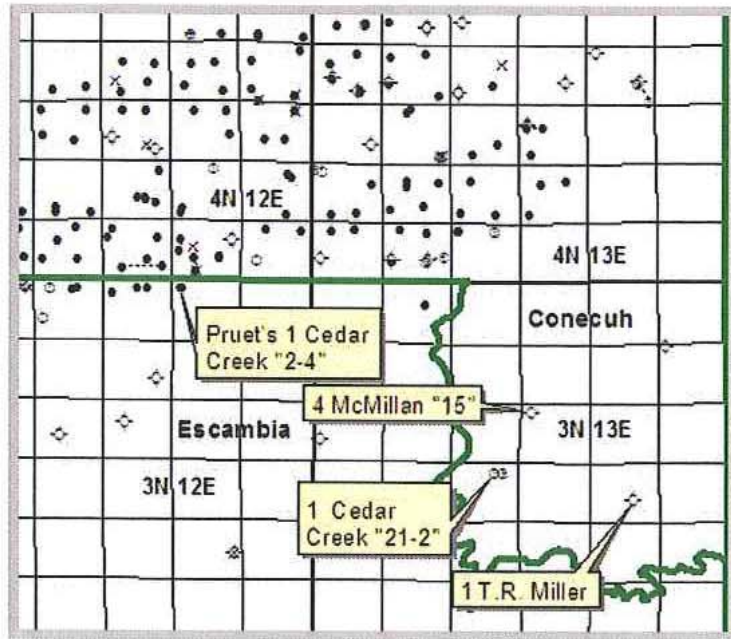 4N 12E
4N 13E
Conecuh
Pruet's 1 Cedar
Creek "2-4"
4 McMillan "15"
Escambia
3N 13E
3N 12E
1 Cedar
Creek "21-2"
1 T.R. Miller